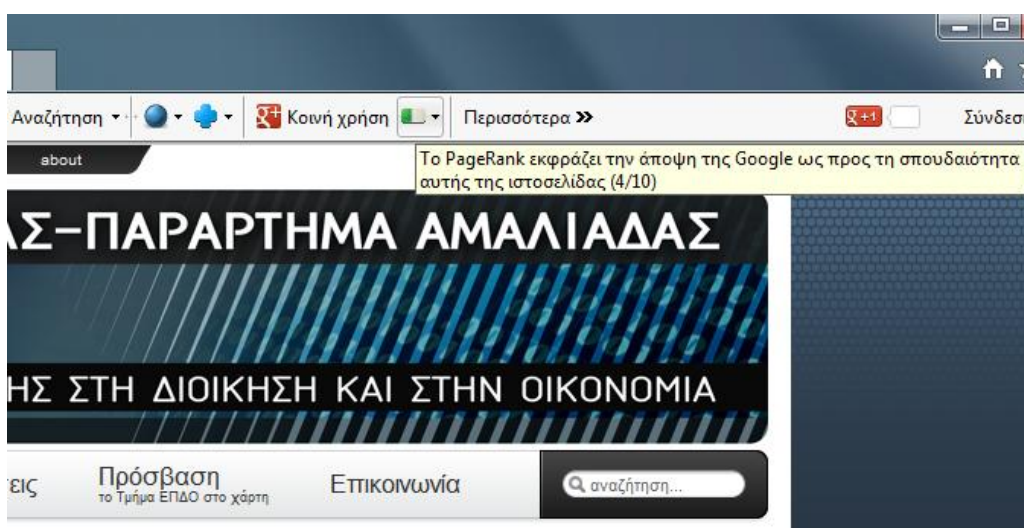 Αναζήτηση
g+ Κοινή χρήση
Περισσότερα »
g +1
Σύνδεσ
about
Το PageRank εκφράζει την άποψη της Google ως προς τη σπουδαιότητα
αυτής της ιστοσελίδας (4/10)
ΑΣ-ΠΑΡΑΡΤΗΜΑ ΑΜΑΛΙΑΔΑΣ
ΗΣ ΣΤΗ ΔΙΟΙΚΗΣΗ ΚΑΙ ΣΤΗΝ ΟΙΚΟΝΟΜΙΑ
εις
Πρόσβαση
το Τμήμα ΕΠΔΟ στο χάρτη
Επικοινωνία
αναζήτηση...